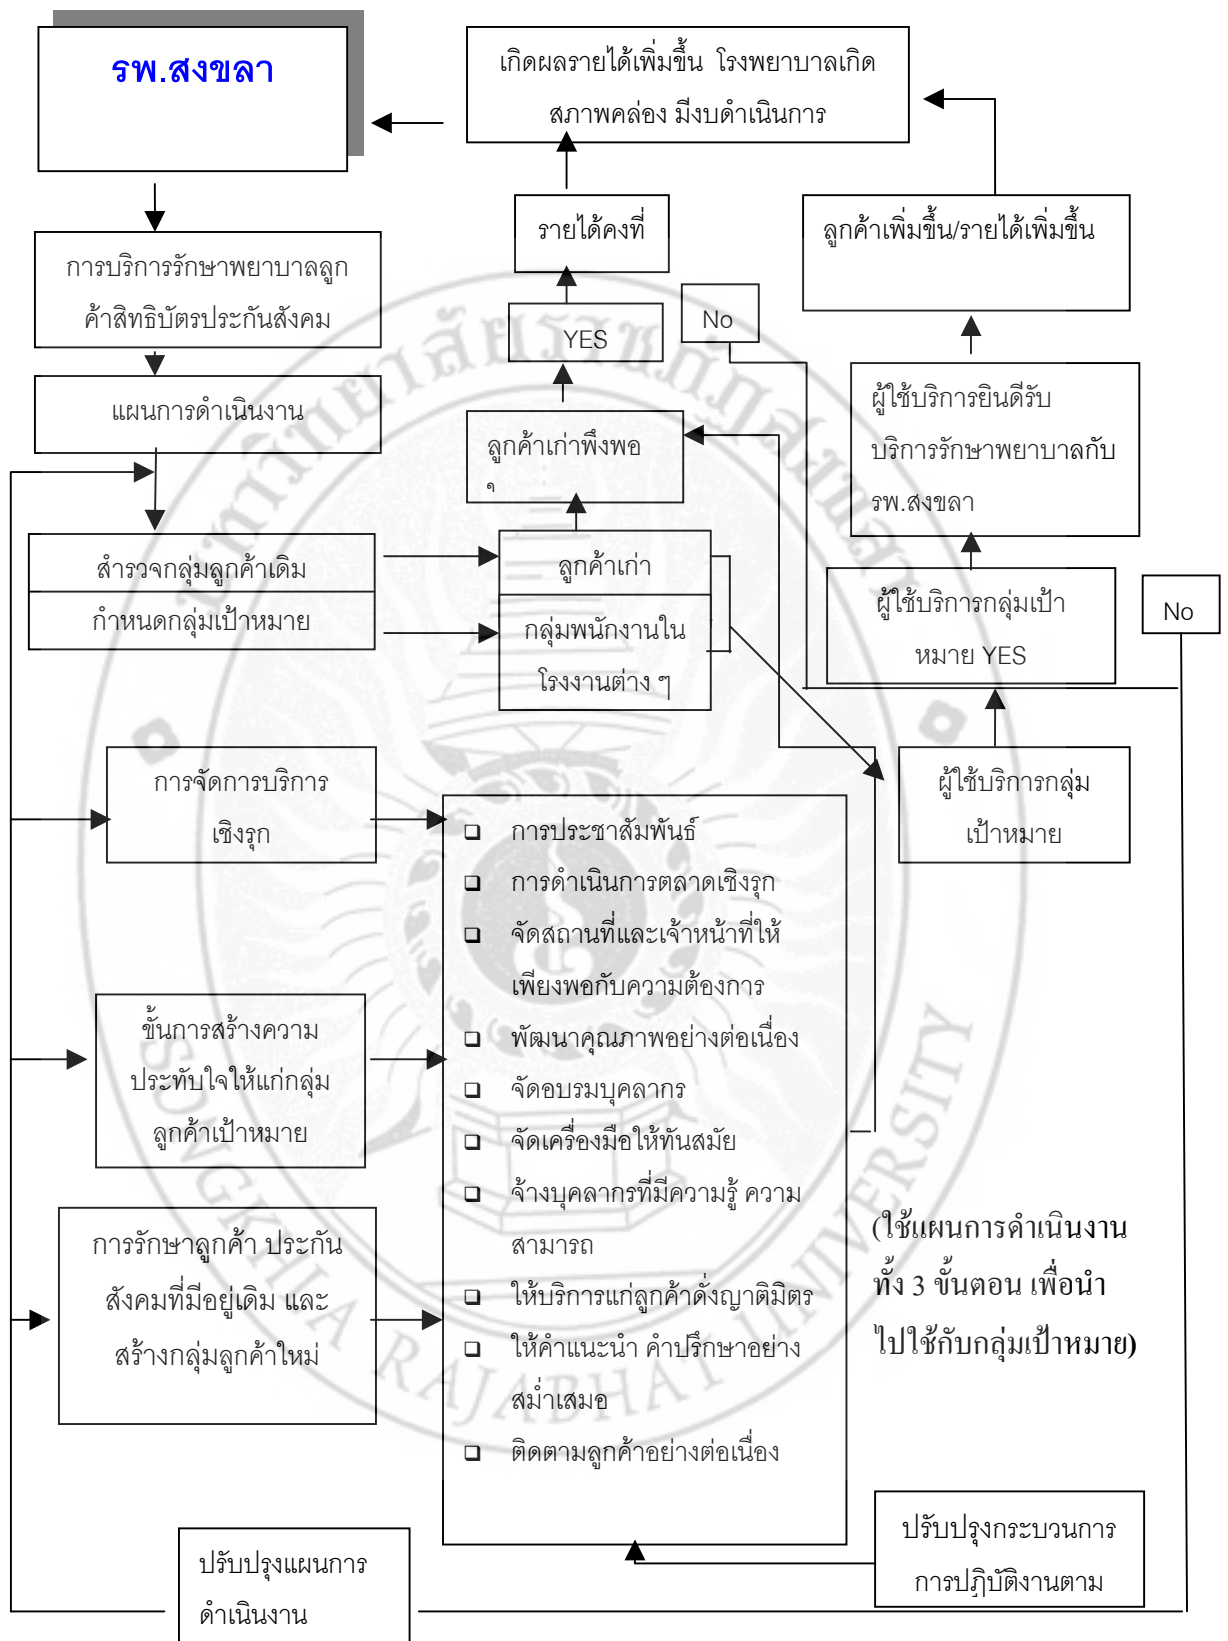 รพ.สงขลา
เกิดผลรายได้เพิ่มขึ้น โรงพยาบาลเกิด
สภาพคล่อง มีงบดำเนินการ
รายได้คงที่
ลูกค้าเพิ่มขึ้น/รายได้เพิ่มขึ้น
การบริการรักษาพยาบาลลูก
ค้าสิทธิบัตรประกันสังคม
YES
No
แผนการดำเนินงาน
ลูกค้าเก่าพึงพอ
ผู้ใช้บริการยินดีรับ
บริการรักษาพยาบาลกับ
รพ.สงขลา
สำรวจกลุ่มลูกค้าเดิม
กำหนดกลุ่มเป้าหมาย
ลูกค้าเก่า
กลุ่มพนักงานใน
โรงงานต่าง ๆ
ผู้ใช้บริการกลุ่มเป้า
หมาย YES
No
การจัดการบริการ
เชิงรุก
ผู้ใช้บริการกลุ่ม
เป้าหมาย
❑ การประชาสัมพันธ์
❑ การดำเนินการตลาดเชิงรุก
❑ จัดสถานที่และเจ้าหน้าที่ให้
เพียงพอกับความต้องการ
❑ พัฒนาคุณภาพอย่างต่อเนื่อง
❑ จัดอบรมบุคลากร
❑ จัดเครื่องมือให้ทันสมัย
❑ จ้างบุคลากรที่มีความรู้ ความ
สามารถ
❑ ให้บริการแก่ลูกค้าดั่งญาติมิตร
❑ ให้คำแนะนำ คำปรึกษาอย่าง
สม่ำเสมอ
❑ ติดตามลูกค้าอย่างต่อเนื่อง
ขั้นการสร้างความ
ประทับใจให้แก่กลุ่ม
ลูกค้าเป้าหมาย
การรักษาลูกค้า ประกัน
สังคมที่มีอยู่เดิม และ
สร้างกลุ่มลูกค้าใหม่
(ใช้แผนการดำเนินงาน
ทั้ง 3 ขั้นตอน เพื่อนำ
ไปใช้กับกลุ่มเป้าหมาย)
ปรับปรุงกระบวนการ
การปฏิบัติงานตาม
ปรับปรุงแผนการ
ดำเนินงาน
มหาวิทยาลัยราชภัฏสงขลา
SONGKHLA RAJABHAT UNIVERSITY